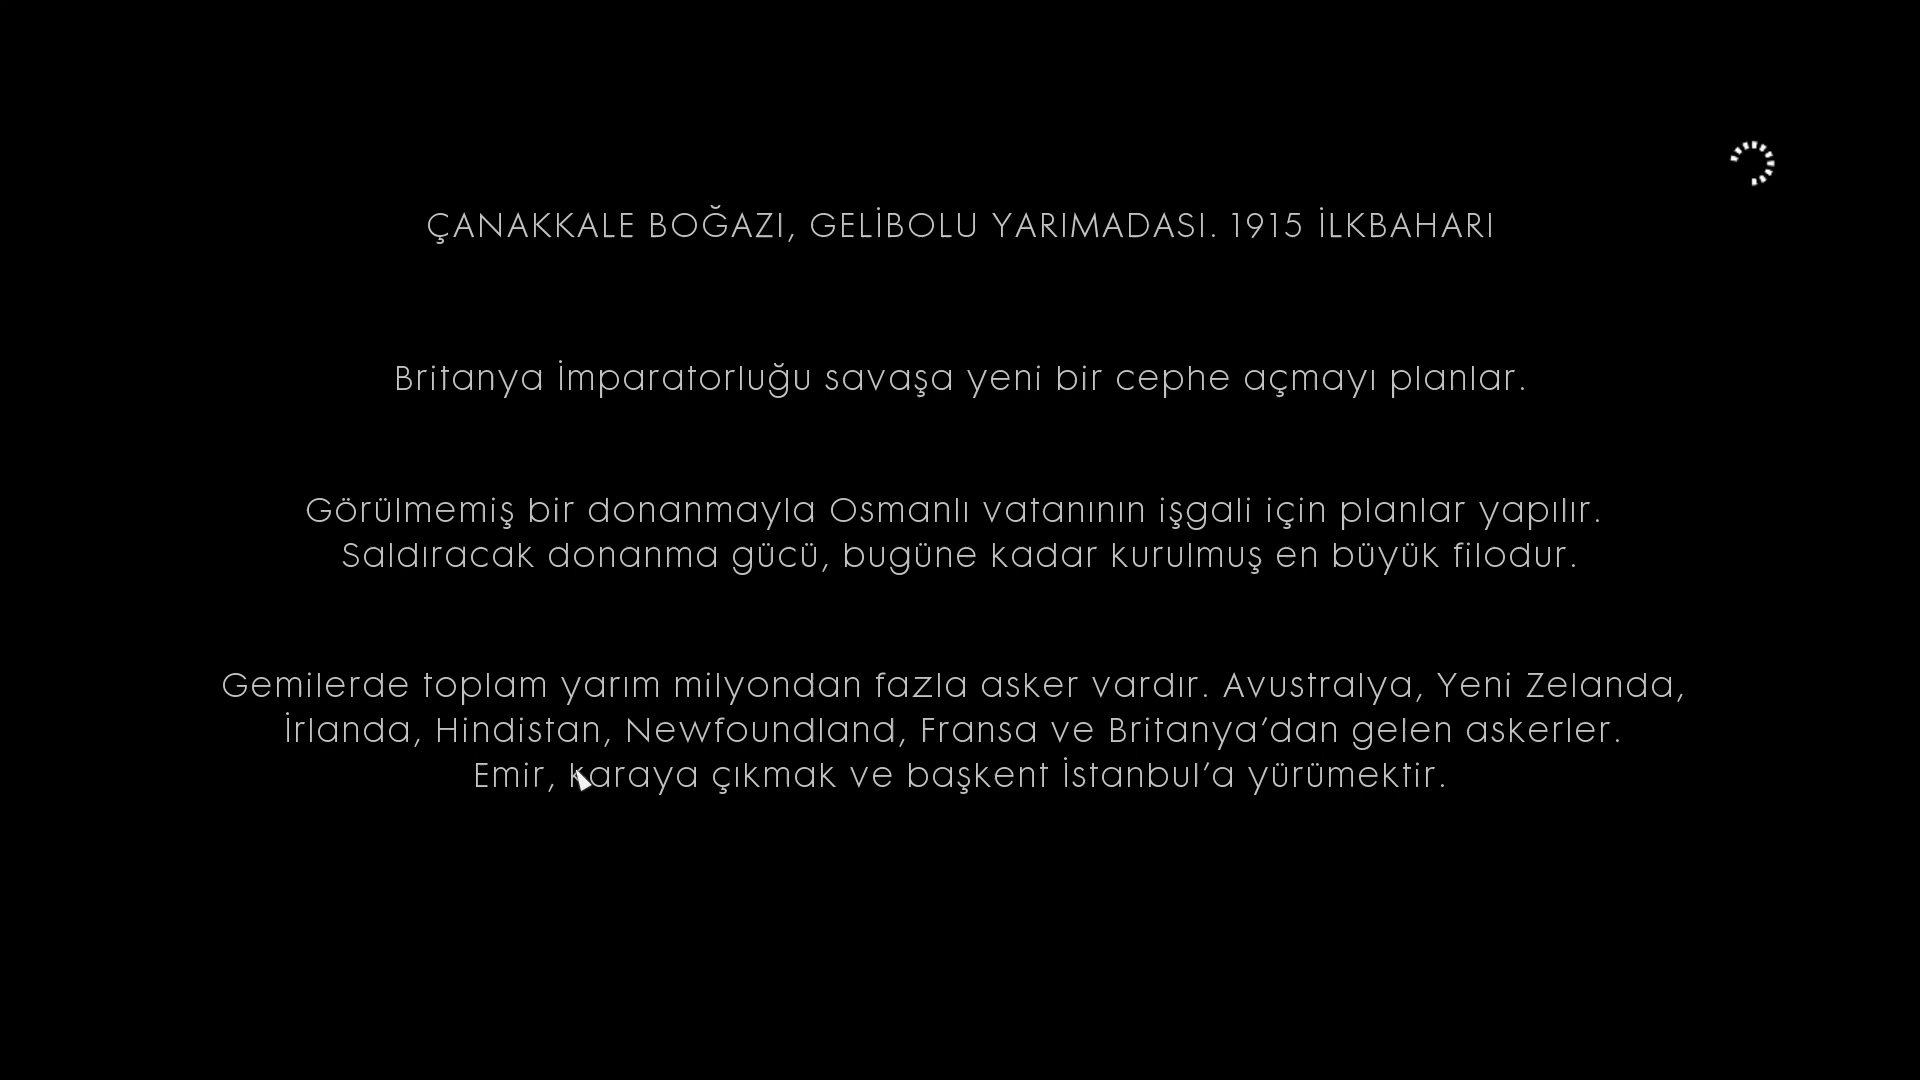 ÇANAKKALE BOĞAZI, GELİBOLU YARIMADASI. 1915 İLKBAHARI
Britanya İmparatorluğu savaşa yeni bir cephe açmayı planlar.
Görülmemiş bir donanmayla Osmanlı vatanının işgali için planlar yapılır.
Saldıracak donanma gücü, bugüne kadar kurulmuş en büyük filodur.
Gemilerde toplam yarım milyondan fazla asker vardır. Avustralya, Yeni Zelanda,
İrlanda, Hindistan, Newfoundland, Fransa ve Britanya’dan gelen askerler.
Emir, karaya çıkmak ve başkent İstanbul’a yürümektir.